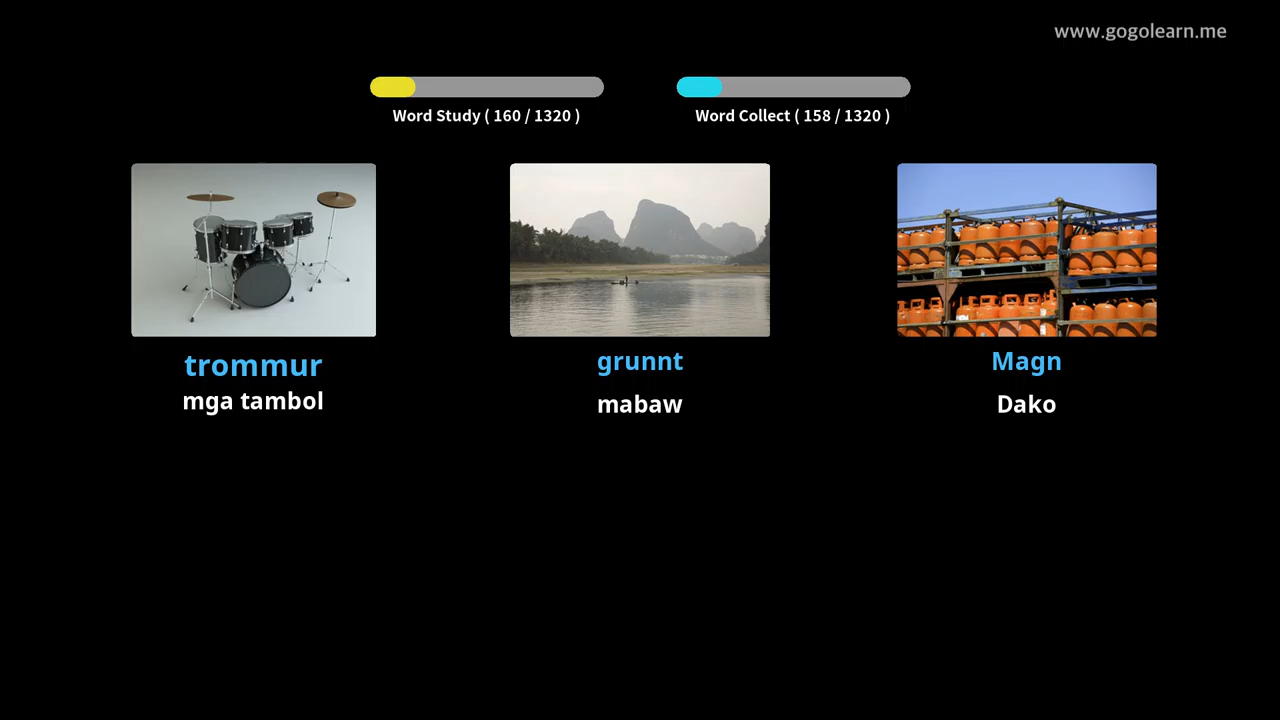 www.gogolearn.me
Word Study ( 160 / 1320 )
Word Collect ( 158 / 1320 )
trommur
mga tambol
grunnt
mabaw
Magn
Dako